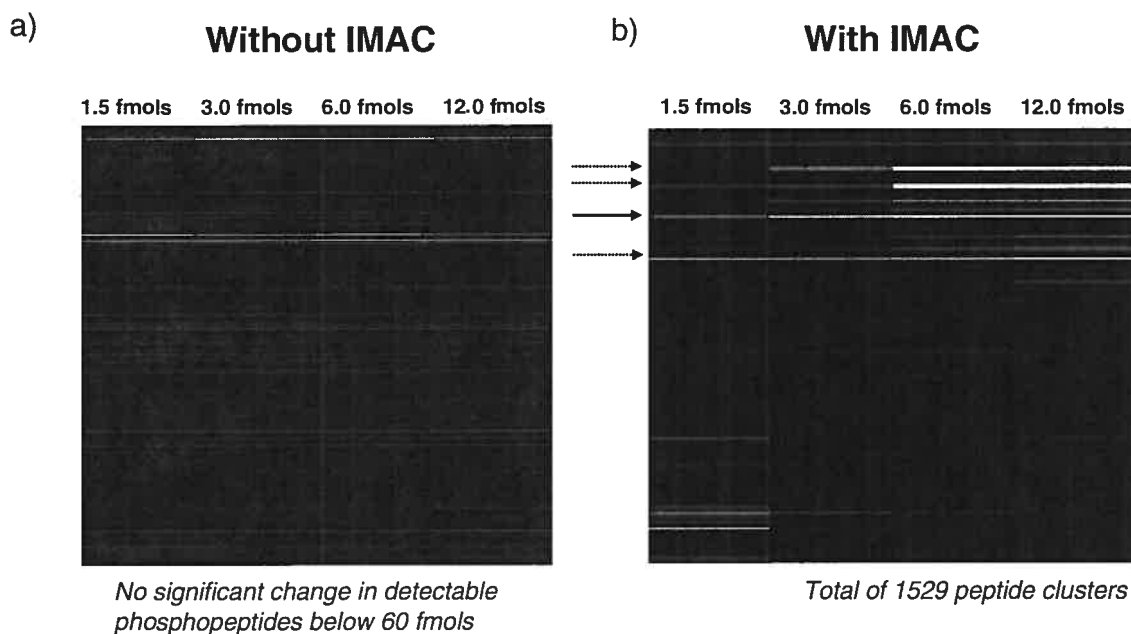 a)
Without IMAC
1.5 fmols 3.0 fmols 6.0 fmols 12.0 fmols
No significant change in detectable
phosphopeptides below 60 fmols
b)
With IMAC
1.5 fmols 3.0 fmols 6.0 fmols 12.0 fmols
Total of 1529 peptide clusters